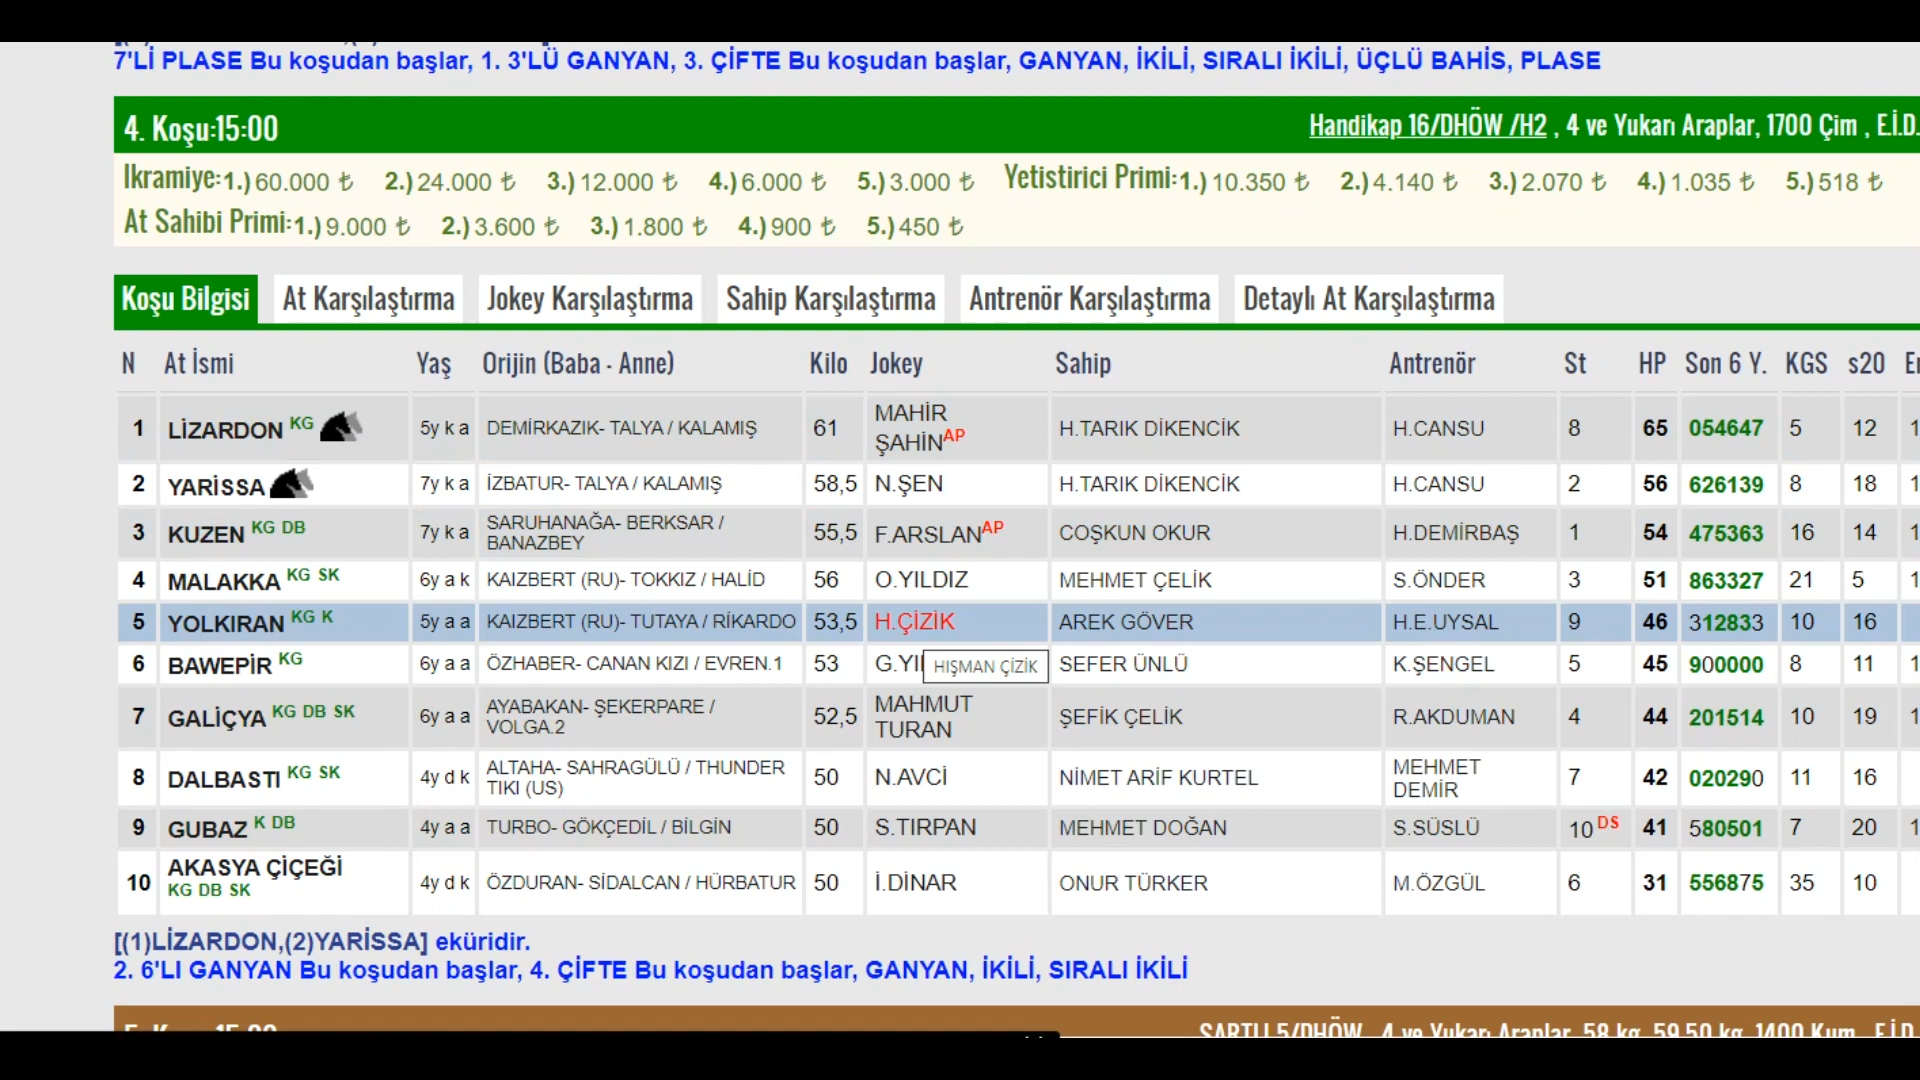 7'Lİ PLASE Bu koşudan başlar, 1. 3'LÜ GANYAN, 3. ÇİFTE Bu koşudan başlar, GANYAN, İKİLİ, SIRALI İKİLİ, ÜÇLÜ BAHİS, PLASE
4. Koşu:15:00 Handikap 16/DHÖW /H2 , 4 ve Yukarı Araplar, 1700 Çim , E.İ.D.
Ikramiye:1.) 60.000 ₺ 2.) 24.000 ₺ 3.) 12.000 ₺ 4.) 6.000 ₺ 5.) 3.000 ₺ Yetistirici Primi:1.) 10.350 ₺ 2.) 4.140 ₺ 3.) 2.070 ₺ 4.) 1.035 ₺ 5.) 518 ₺
At Sahibi Primi:1.) 9.000 ₺ 2.) 3.600 ₺ 3.) 1.800 ₺ 4.) 900 ₺ 5.) 450 ₺
Koşu Bilgisi At Karşılaştırma Jokey Karşılaştırma Sahip Karşılaştırma Antrenör Karşılaştırma Detaylı At Karşılaştırma
N At İsmi Yaş Orijin (Baba - Anne) Kilo Jokey Sahip Antrenör St HP Son 6 Y. KGS s20
1 LİZARDON KG 5y k a DEMİRKAZIK- TALYA / KALAMIŞ 61 MAHİR ŞAHİN AP H.TARIK DİKENCİK H.CANSU 8 65 054647 5 12
2 YARİSSA 7y k a İZBATUR- TALYA / KALAMIŞ 58,5 N.ŞEN H.TARIK DİKENCİK H.CANSU 2 56 626139 8 18
3 KUZEN KG DB 7y k a SARUHANAĞA- BERKSAR / BANAZBEY 55,5 F.ARSLAN AP COŞKUN OKUR H.DEMİRBAŞ 1 54 475363 16 14
4 MALAKKA KG SK 6y a k KAIZBERT (RU)- TOKKIZ / HALİD 56 O.YILDIZ MEHMET ÇELİK S.ÖNDER 3 51 863327 21 5
5 YOLKIRAN KG K 5y a a KAIZBERT (RU)- TUTAYA / RİKARDO 53,5 H.ÇİZİK AREK GÖVER H.E.UYSAL 9 46 312833 10 16
6 BAWEPİR KG 6y a a ÖZHABER- CANAN KIZI / EVREN.1 53 HIŞMAN ÇİZİK SEFER ÜNLÜ K.ŞENGEL 5 45 900000 8 11
7 GALİÇYA KG DB SK 6y a a AYABAKAN- ŞEKERPARE / VOLGA.2 52,5 MAHMUT TURAN ŞEFİK ÇELİK R.AKDUMAN 4 44 201514 10 19
8 DALBASTI KG SK 4y d k ALTAHA- SAHRAGÜLÜ / THUNDER TIKI (US) 50 N.AVCİ NİMET ARİF KURTEL MEHMET DEMİR 7 42 020290 11 16
9 GUBAZ K DB 4y a a TURBO- GÖKÇEDİL / BİLGİN 50 S.TIRPAN MEHMET DOĞAN S.SÜSLÜ 10 DS 41 580501 7 20
10 AKASYA ÇİÇEĞİ KG DB SK 4y d k ÖZDURAN- SİDALCAN / HÜRBATUR 50 İ.DİNAR ONUR TÜRKER M.ÖZGÜL 6 31 556875 35 10
[(1)LİZARDON,(2)YARİSSA] eküridir.
2. 6'LI GANYAN Bu koşudan başlar, 4. ÇİFTE Bu koşudan başlar, GANYAN, İKİLİ, SIRALI İKİLİ
ŞARTLI 5/DHÖW , 4 ve Yukarı Araplar, 58 kg, 59,50 kg, 1400 Kum , E.İ.D.